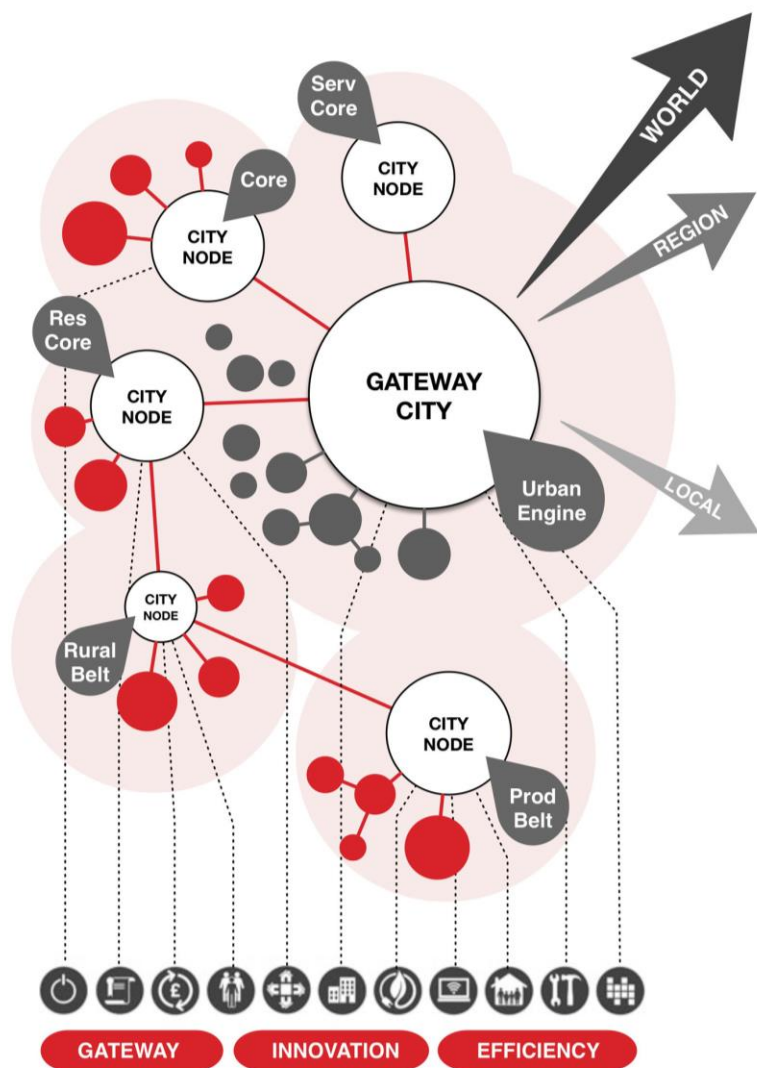 WORLD
Serv
Core
CITY
NODE
Core
CITY
NODE
REGION
Res
Core
CITY
NODE
GATEWAY
CITY
Urban
Engine
LOCAL
CITY
NODE
Rural
Belt
CITY
NODE
Prod
Belt
£
GATEWAY
INNOVATION
EFFICIENCY